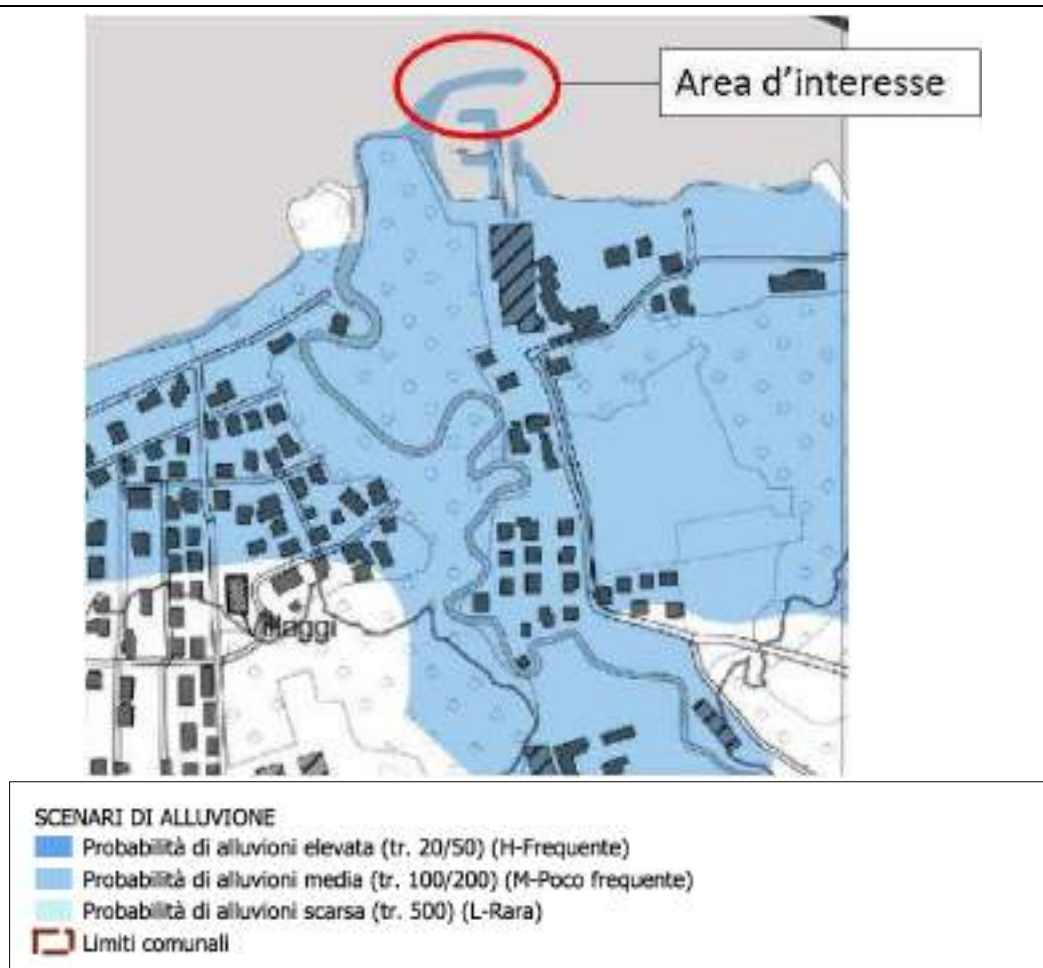 Area d'interesse
Maggi
SCENARI DI ALLUVIONE
Probabilità di alluvioni elevata (tr. 20/50) (H-Frequente)
Probabilità di alluvioni media (tr. 100/200) (M-Poco frequente)
Probabilità di alluvioni scarsa (tr. 500) (L-Rara)
Limiti comunali